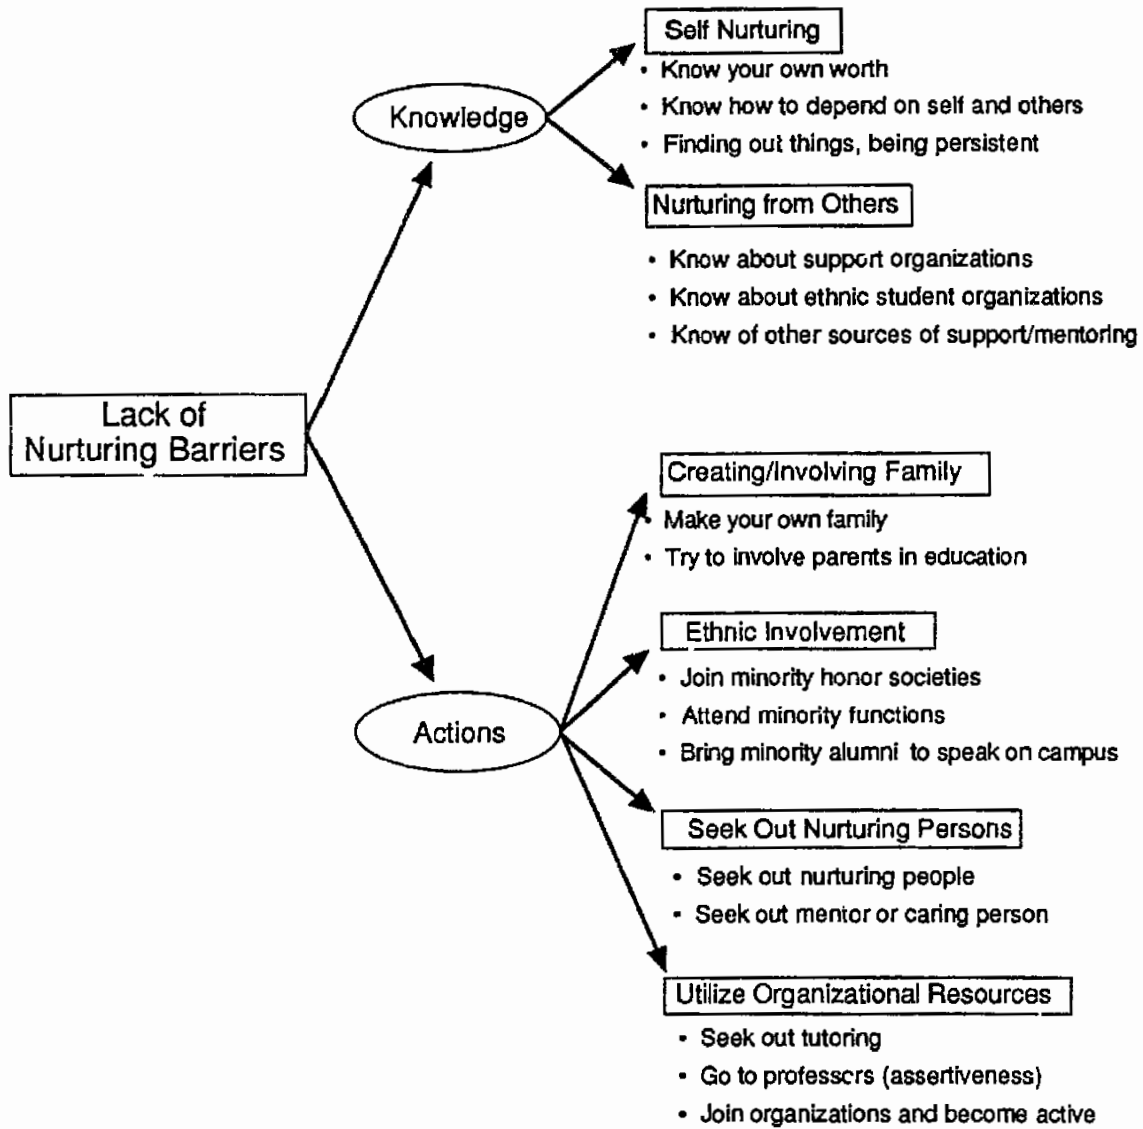 Self Nurturing
• Know your own worth
• Know how to depend on self and others
• Finding out things, being persistent
Knowledge
Nurturing from Others
• Know about support organizations
• Know about ethnic student organizations
• Know of other sources of support/mentoring
Lack of
Nurturing Barriers
Creating/Involving Family
• Make your own family
• Try to involve parents in education
Ethnic Involvement
• Join minority honor societies
• Attend minority functions
• Bring minority alumni to speak on campus
Actions
Seek Out Nurturing Persons
• Seek out nurturing people
• Seek out mentor or caring person
Utilize Organizational Resources
• Seek out tutoring
• Go to professors (assertiveness)
• Join organizations and become active